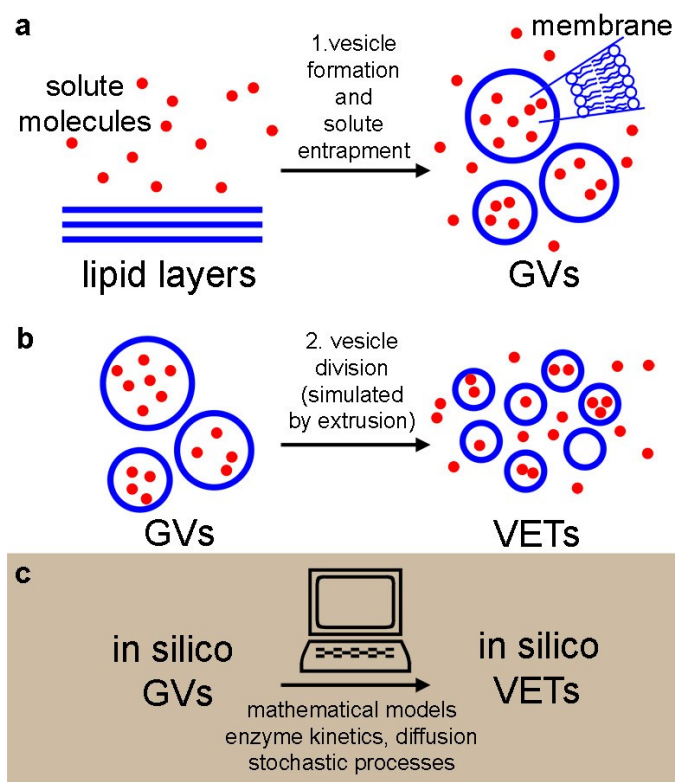 a
solute
molecules
1.vesicle
formation
and
solute
entrapment
membrane
lipid layers
GVs
b
2. vesicle
division
(simulated
by extrusion)
GVs
VETs
c
in silico
GVs
in silico
VETs
mathematical models
enzyme kinetics, diffusion
stochastic processes